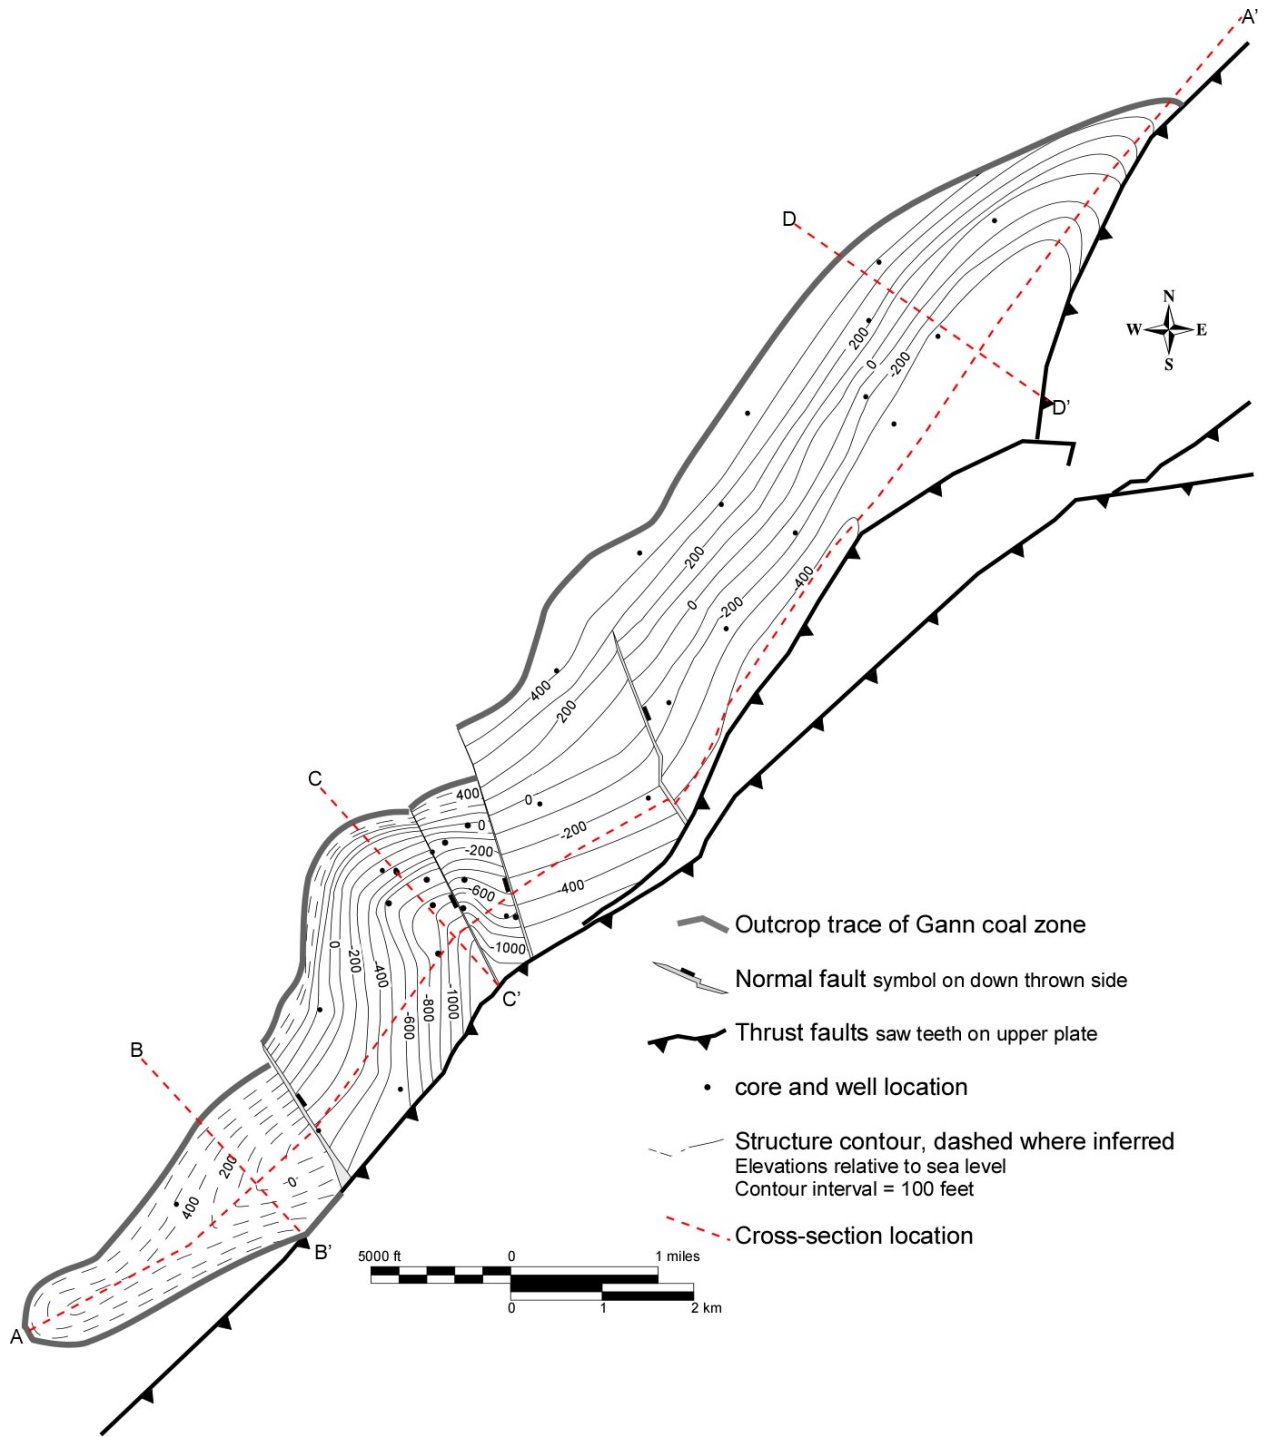 A'
D
N
W E
S
200
0
-200
D'
200
0
-200
-400
400
200
C
400
0
0
-200
-200
-600
-400
-1000
0
-200
-400
-600
-800
-1000
C'
B
200
0
400
B'
A
Outcrop trace of Gann coal zone
Normal fault symbol on down thrown side
Thrust faults saw teeth on upper plate
core and well location
Structure contour, dashed where inferred
Elevations relative to sea level
Contour interval = 100 feet
Cross-section location
5000 ft 0 1 miles
0 1 2 km